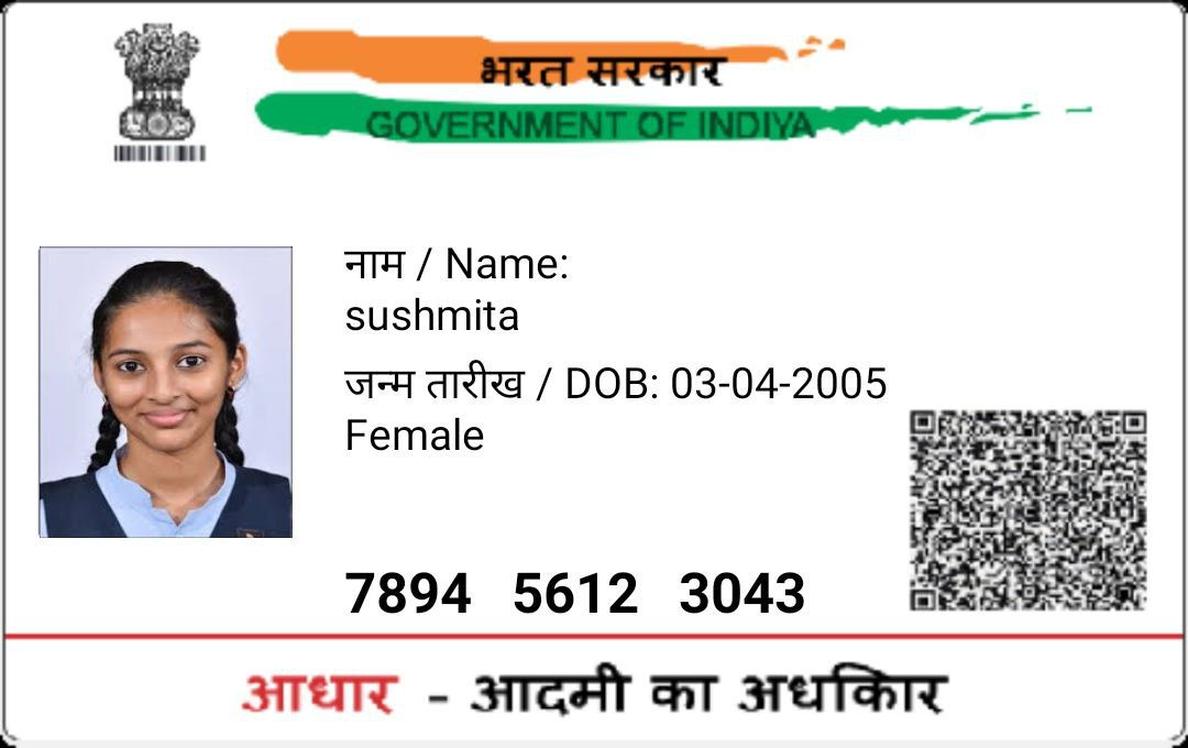 भरत सरकार
GOVERNMENT OF INDIYA
नाम / Name:
sushmita
जन्म तारीख / DOB: 03-04-2005
Female
7894 5612 3043
आधार - आदमी का अधकिार